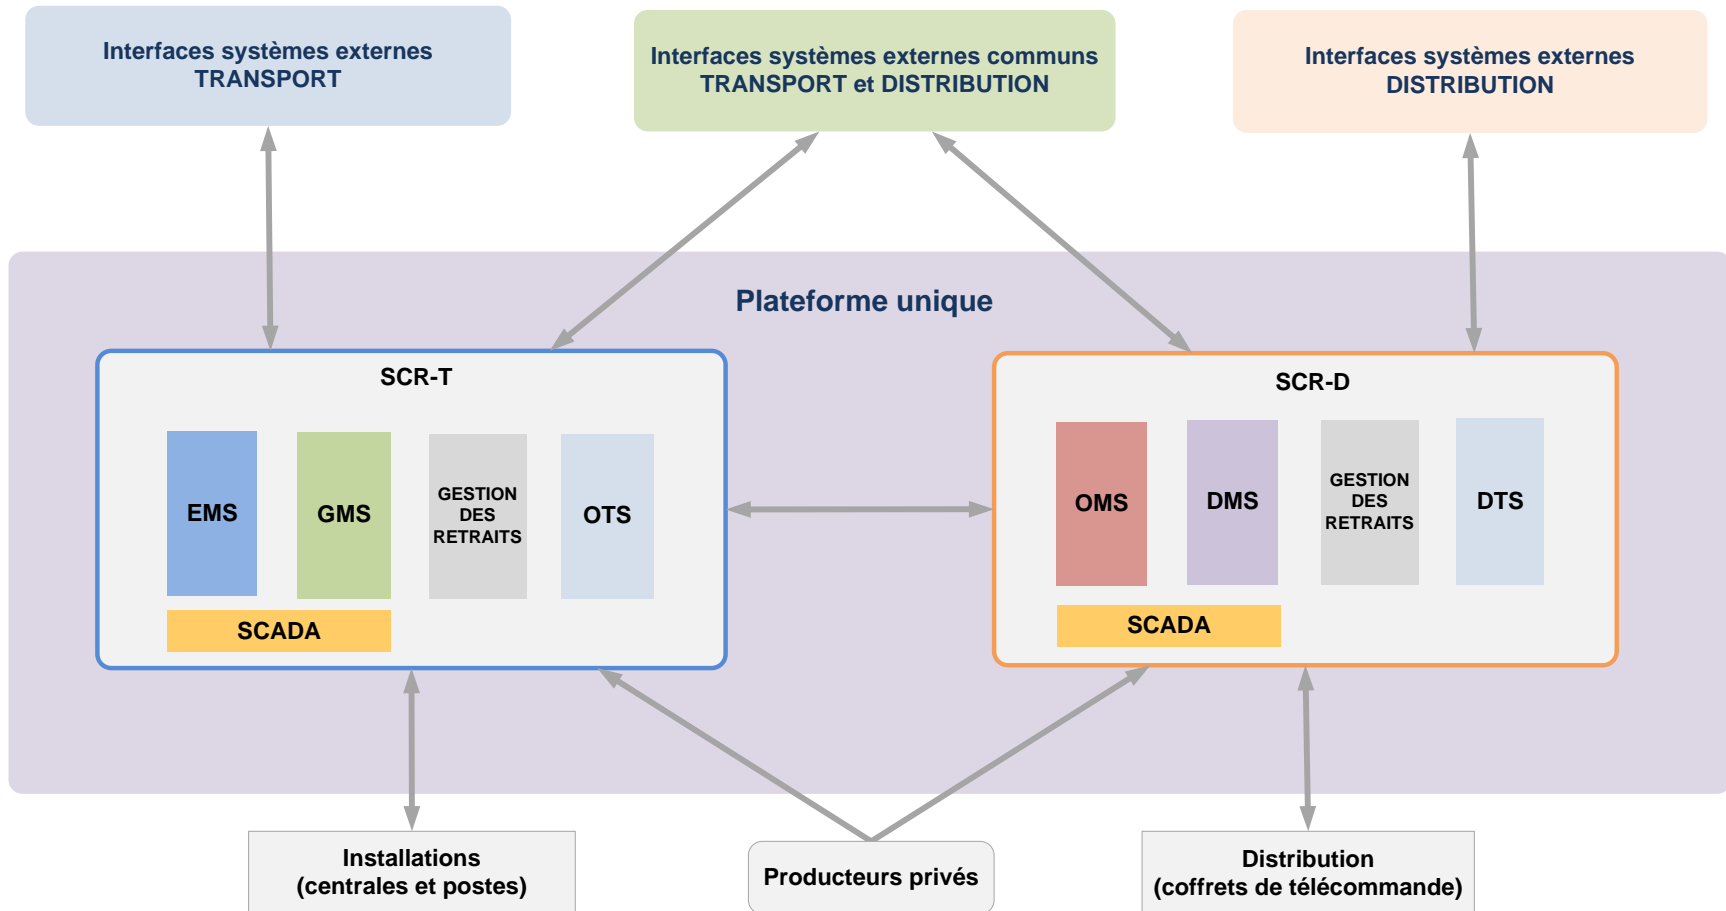 Interfaces systèmes externes
TRANSPORT
Interfaces systèmes externes communs
TRANSPORT et DISTRIBUTION
Interfaces systèmes externes
DISTRIBUTION
Plateforme unique
SCR-T
EMS
GMS
GESTION
DES
RETRAITS
OTS
SCADA
SCR-D
OMS
DMS
GESTION
DES
RETRAITS
DTS
SCADA
Installations
(centrales et postes)
Producteurs privés
Distribution
(coffrets de télécommande)